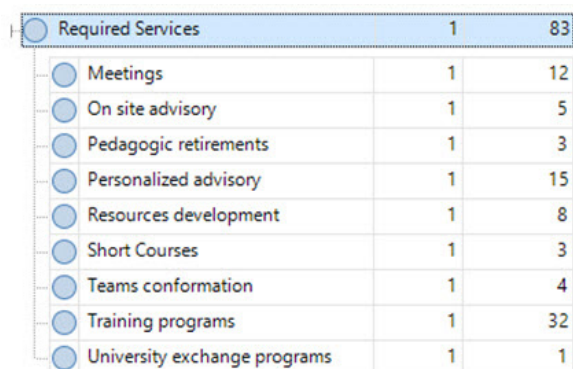 Required Services 1 83
Meetings 1 12
On site advisory 1 5
Pedagogic retirements 1 3
Personalized advisory 1 15
Resources development 1 8
Short Courses 1 3
Teams conformation 1 4
Training programs 1 32
University exchange programs 1 1